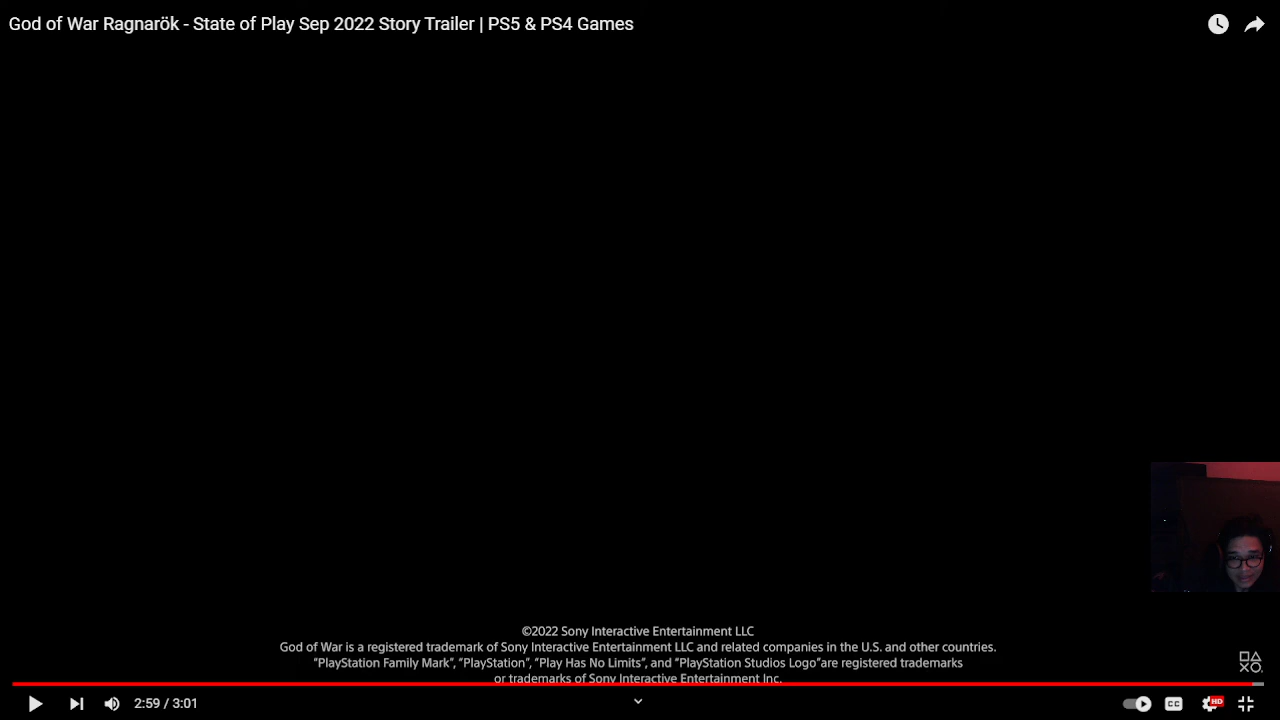 God of War Ragnarök - State of Play Sep 2022 Story Trailer | PS5 & PS4 Games
©2022 Sony Interactive Entertainment LLC
God of War is a registered trademark of Sony Interactive Entertainment LLC and related companies in the U.S. and other countries.
“PlayStation Family Mark”, “PlayStation”, “Play Has No Limits”, and “PlayStation Studios Logo”are registered trademarks
or trademarks of Sony Interactive Entertainment Inc.
2:59 / 3:01
CC
HD